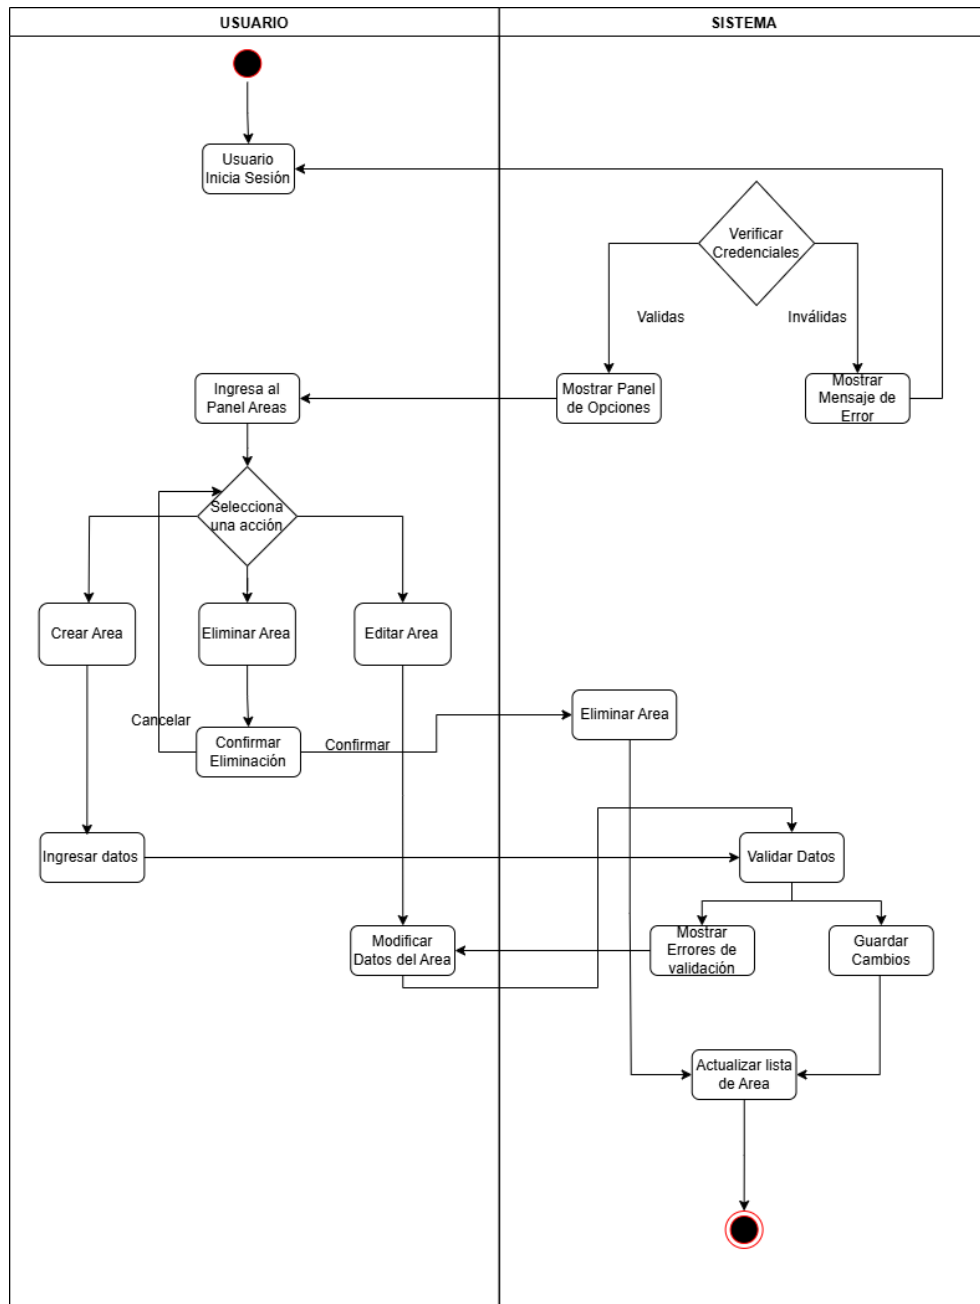 USUARIO
SISTEMA
Usuario
Inicia Sesión
Verificar
Credenciales
Validas
Inválidas
Ingresa al
Panel Areas
Mostrar Panel
de Opciones
Mostrar
Mensaje de
Error
Selecciona
una acción
Crear Area
Eliminar Area
Editar Area
Cancelar
Confirmar
Eliminación
Confirmar
Eliminar Area
Ingresar datos
Validar Datos
Modificar
Datos del Area
Mostrar
Errores de
validación
Guardar
Cambios
Actualizar lista
de Area